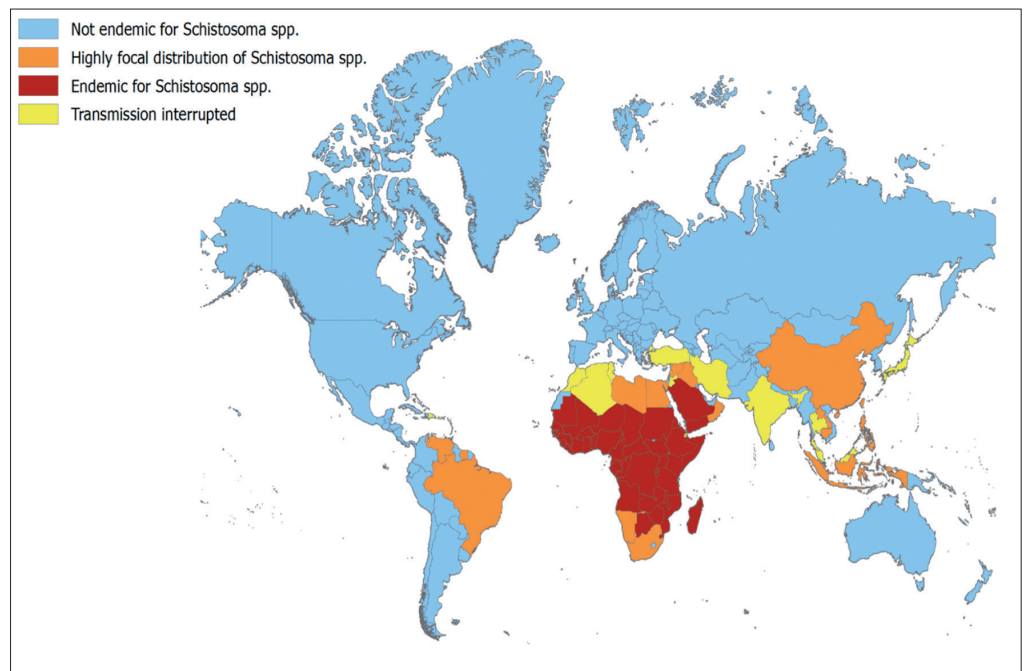 Not endemic for Schistosoma spp.
Highly focal distribution of Schistosoma spp.
Endemic for Schistosoma spp.
Transmission interrupted